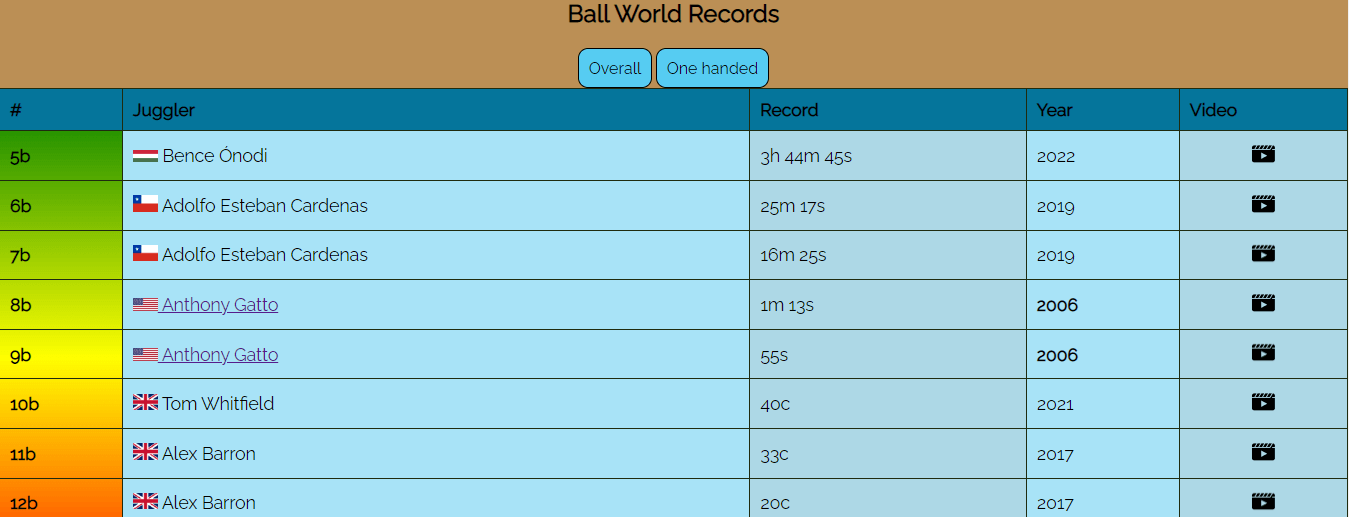 Ball World Records
Overall One handed
# Juggler Record Year Video
5b Bence Ónodi 3h 44m 45s 2022
6b Adolfo Esteban Cardenas 25m 17s 2019
7b Adolfo Esteban Cardenas 16m 25s 2019
8b Anthony Gatto 1m 13s 2006
9b Anthony Gatto 55s 2006
10b Tom Whitfield 40c 2021
11b Alex Barron 33c 2017
12b Alex Barron 20c 2017